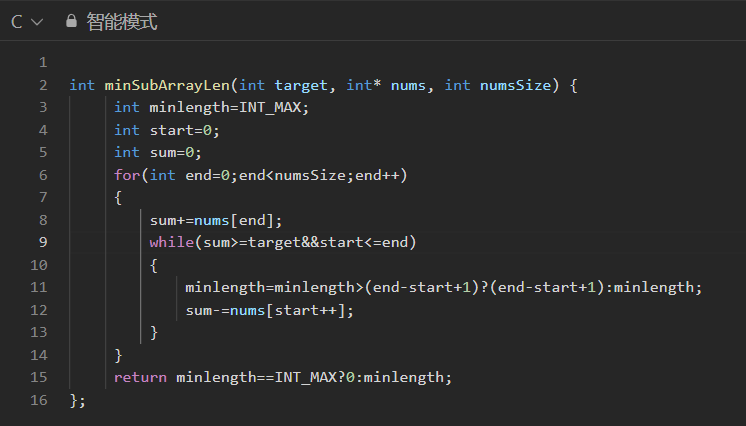 C 智能模式
1
2 int minSubArrayLen(int target, int* nums, int numsSize) {
3 int minlength=INT_MAX;
4 int start=0;
5 int sum=0;
6 for(int end=0;end<numsSize;end++)
7 {
8 sum+=nums[end];
9 while(sum>=target&&start<=end)
10 {
11 minlength=minlength>(end-start+1)?(end-start+1):minlength;
12 sum-=nums[start++];
13 }
14 }
15 return minlength==INT_MAX?0:minlength;
16 };